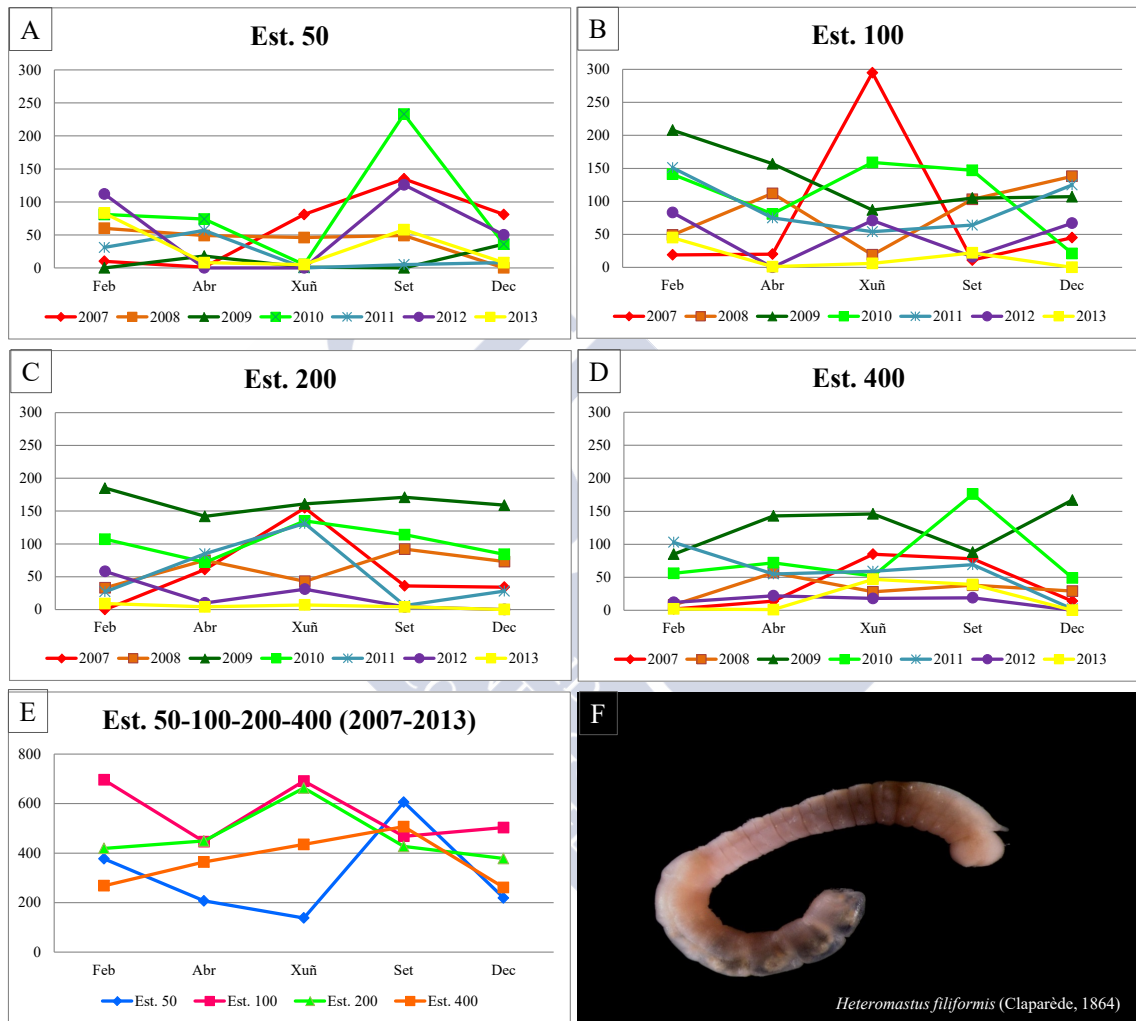 A
Est. 50
300
250
200
150
100
50
0
Feb Abr Xuñ Set Dec
2007 2008 2009 2010 2011 2012 2013
B
Est. 100
300
250
200
150
100
50
0
Feb Abr Xuñ Set Dec
2007 2008 2009 2010 2011 2012 2013
C
Est. 200
300
250
200
150
100
50
0
Feb Abr Xuñ Set Dec
2007 2008 2009 2010 2011 2012 2013
D
Est. 400
300
250
200
150
100
50
0
Feb Abr Xuñ Set Dec
2007 2008 2009 2010 2011 2012 2013
E
Est. 50-100-200-400 (2007-2013)
800
600
400
200
0
Feb Abr Xuñ Set Dec
Est. 50 Est. 100 Est. 200 Est. 400
F
Heteromastus filiformis (Claparède, 1864)